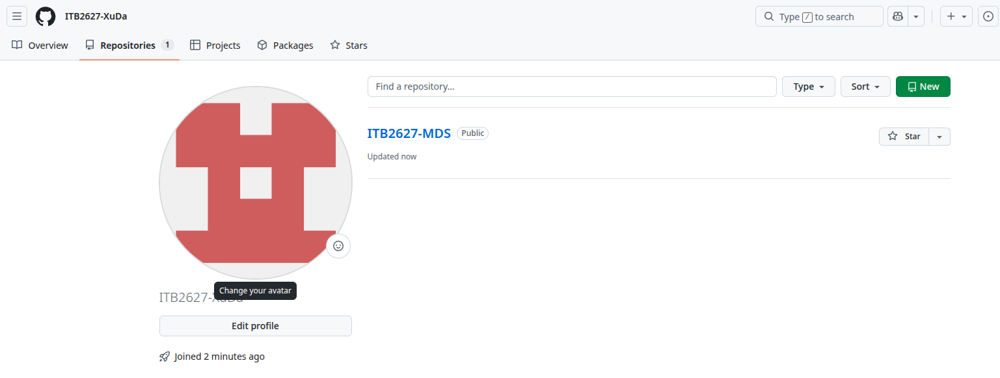 ITB2627-XuDa
Type / to search
Overview
Repositories 1
Projects
Packages
Stars
Find a repository...
Type
Sort
New
ITB2627-MDS Public
Updated now
Star
Change your avatar
ITB2627-XuDa
Edit profile
Joined 2 minutes ago